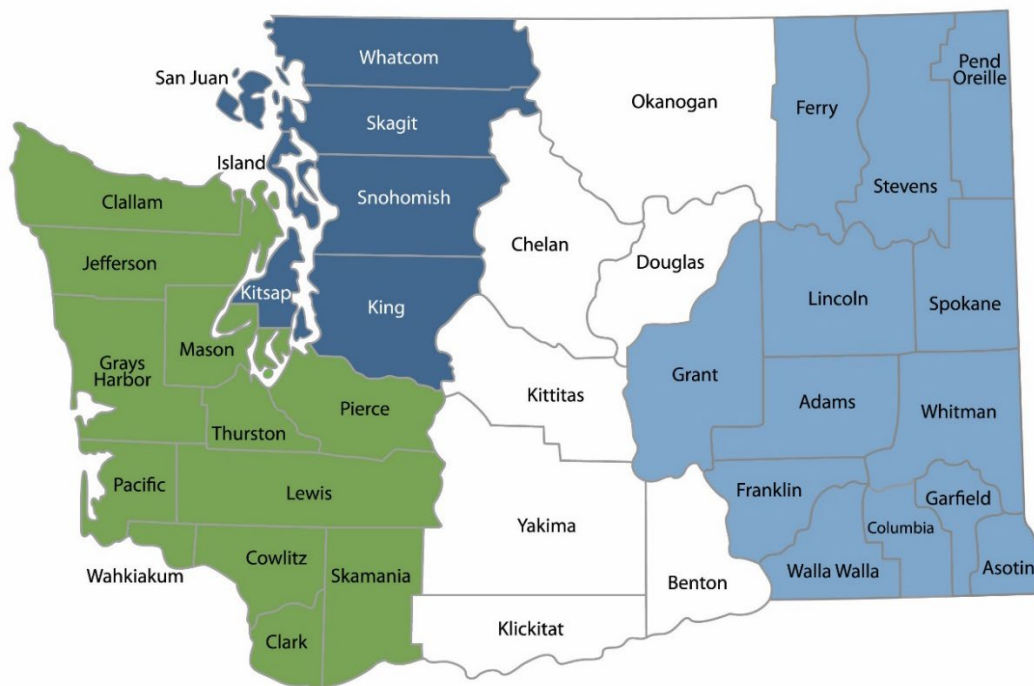 Whatcom
San Juan
Skagit
Island
Snohomish
King
Kitsap
Clallam
Jefferson
Grays
Harbor
Mason
Thurston
Pierce
Pacific
Lewis
Wahkiakum
Cowlitz
Skamania
Clark
Okanogan
Chelan
Douglas
Kittitas
Yakima
Benton
Klickitat
Ferry
Stevens
Pend
Oreille
Lincoln
Spokane
Grant
Adams
Whitman
Franklin
Walla Walla
Columbia
Garfield
Asotin